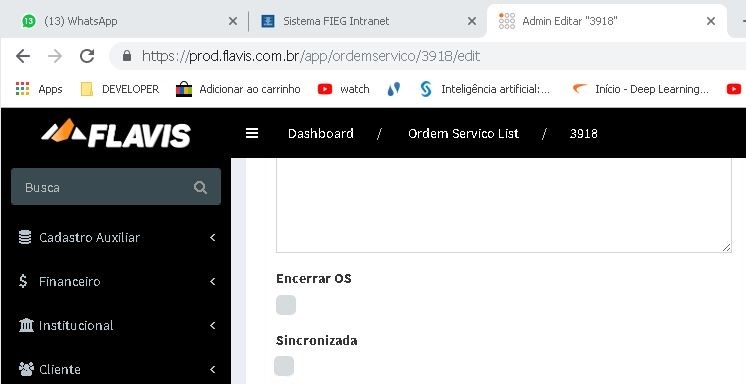 13 (13) WhatsApp
Sistema FIEG Intranet
Admin Editar "3918"
https://prod.flavis.com.br/app/ordemservico/3918/edit
Apps
DEVELOPER
Adicionar ao carrinho
watch
Inteligência artificial:...
Início - Deep Learning...
FLAVIS
Dashboard / Ordem Servico List / 3918
Busca
Cadastro Auxiliar
Financeiro
Institucional
Cliente
Encerrar OS
Sincronizada